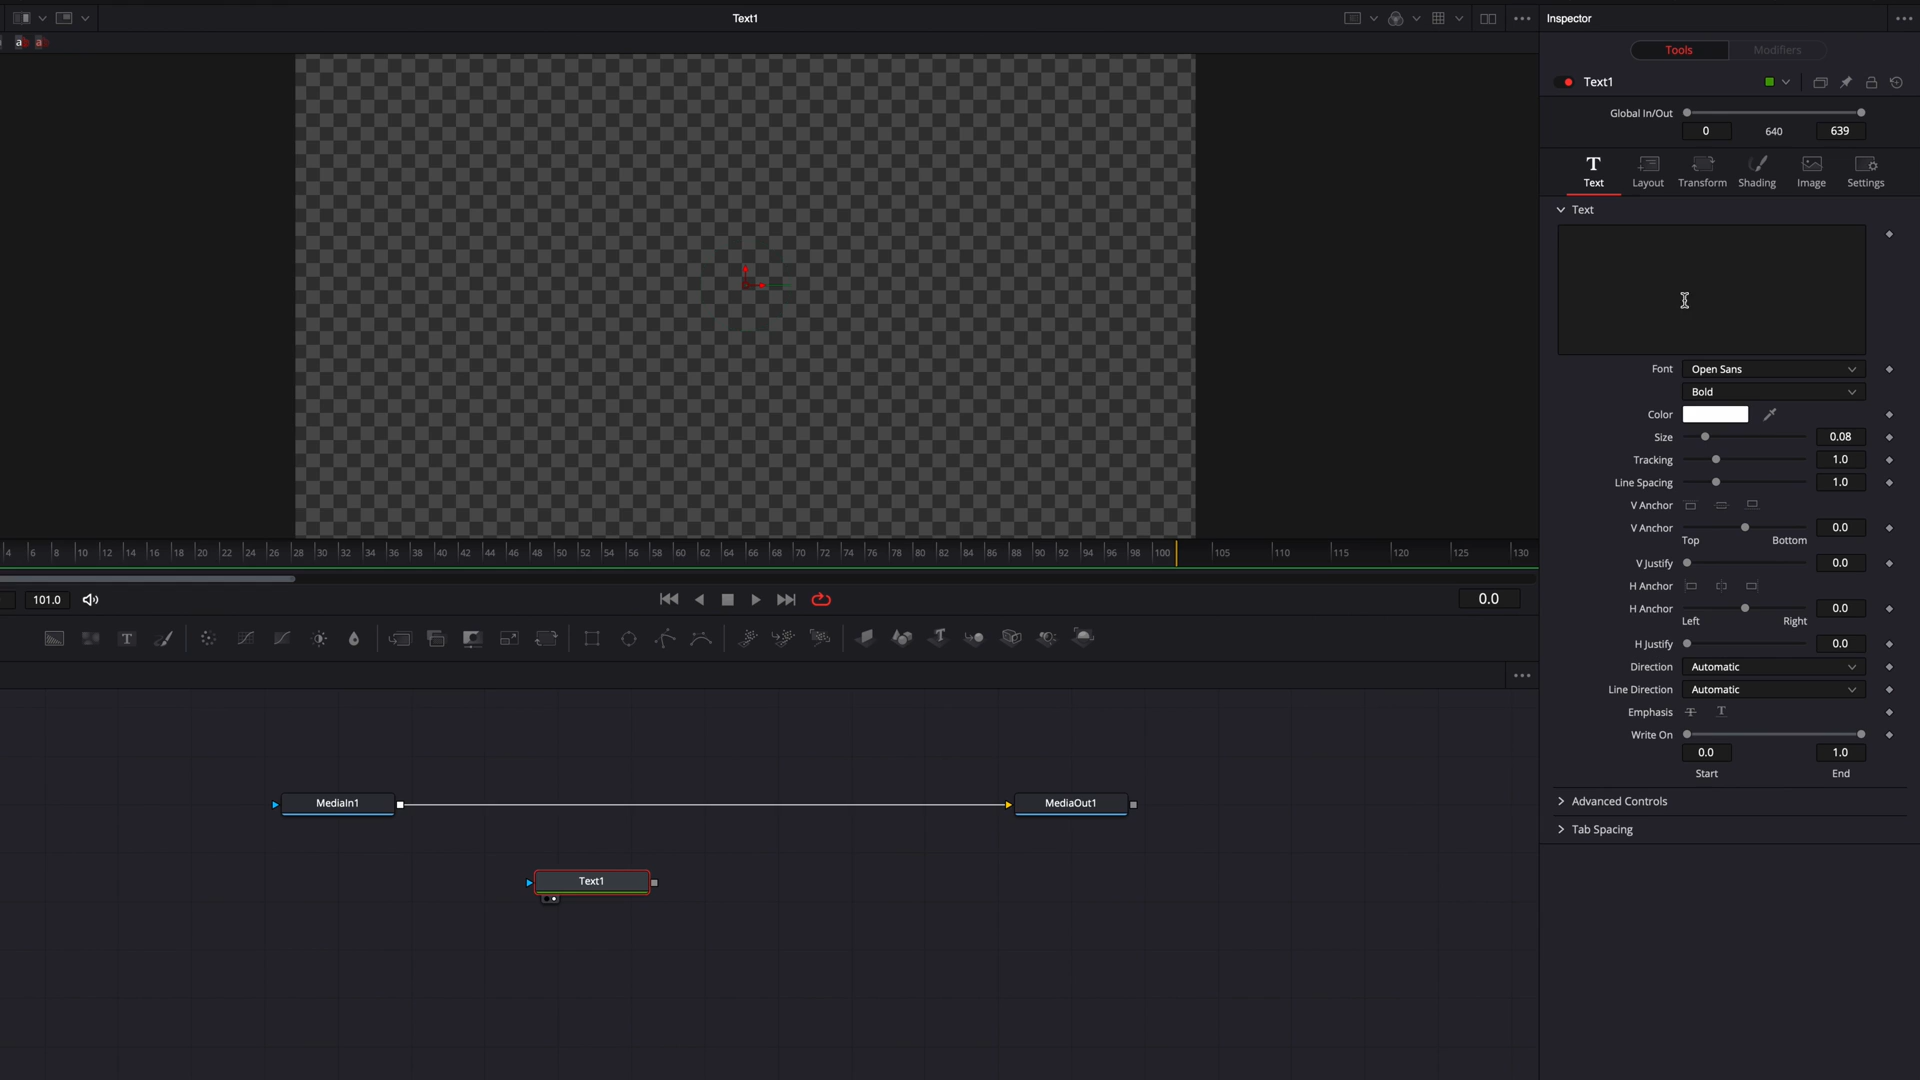 Text1
Inspector
Tools
Modifiers
Text1
Global In/Out
0
640
639
Text
Layout
Transform
Shading
Image
Settings
Text
Font
Open Sans
Bold
Color
Size
0.08
Tracking
1.0
Line Spacing
1.0
V Anchor
V Anchor
0.0
Top
Bottom
V Justify
0.0
H Anchor
H Anchor
0.0
Left
Right
H Justify
0.0
Direction
Automatic
Line Direction
Automatic
Emphasis
Write On
0.0
1.0
Start
End
Advanced Controls
Tab Spacing
4 6 8 10 12 14 16 18 20 22 24 26 28 30 32 34 36 38 40 42 44 46 48 50 52 54 56 58 60 62 64 66 68 70 72 74 76 78 80 82 84 86 88 90 92 94 96 98 100 105 110 115 120 125 130
101.0
0.0
MediaIn1
MediaOut1
Text1